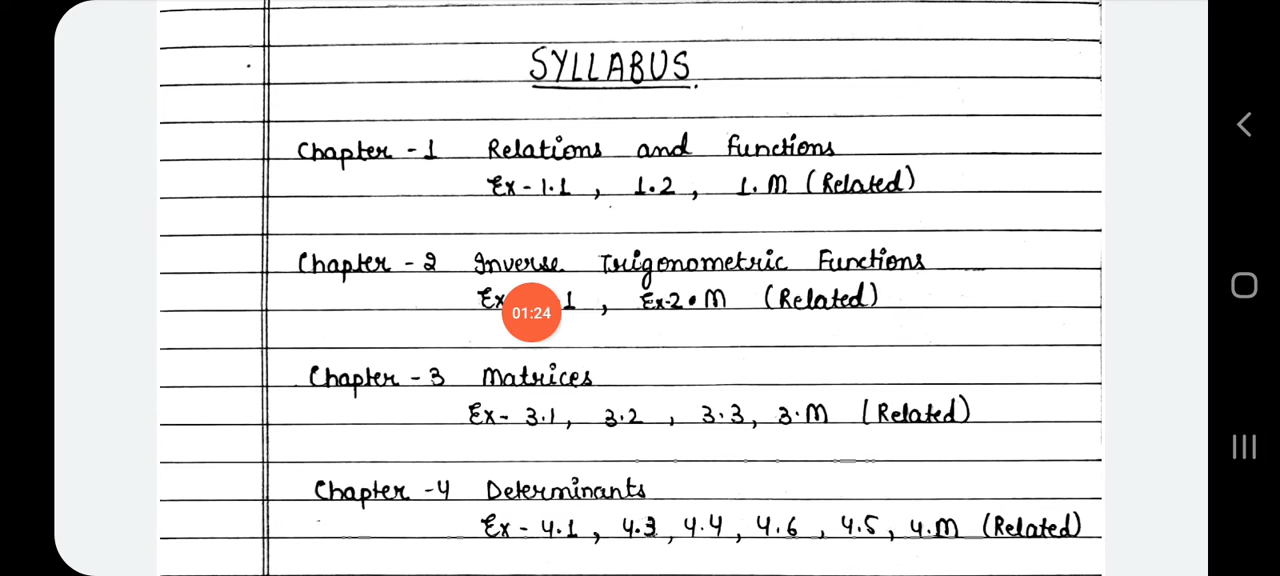 SYLLABUS.
Chapter - 1 Relations and Functions
Ex - 1.1 , 1.2 , 1.M (Related)
Chapter - 2 Inverse Trigonometric Functions
Ex 1 , Ex-2.M (Related)
01:24
Chapter - 3 Matrices
Ex - 3.1, 3.2 , 3.3, 3.M (Related)
Chapter -4 Determinants
Ex - 4.1 , 4.3, 4.4, 4.6 , 4.5, 4.M (Related)